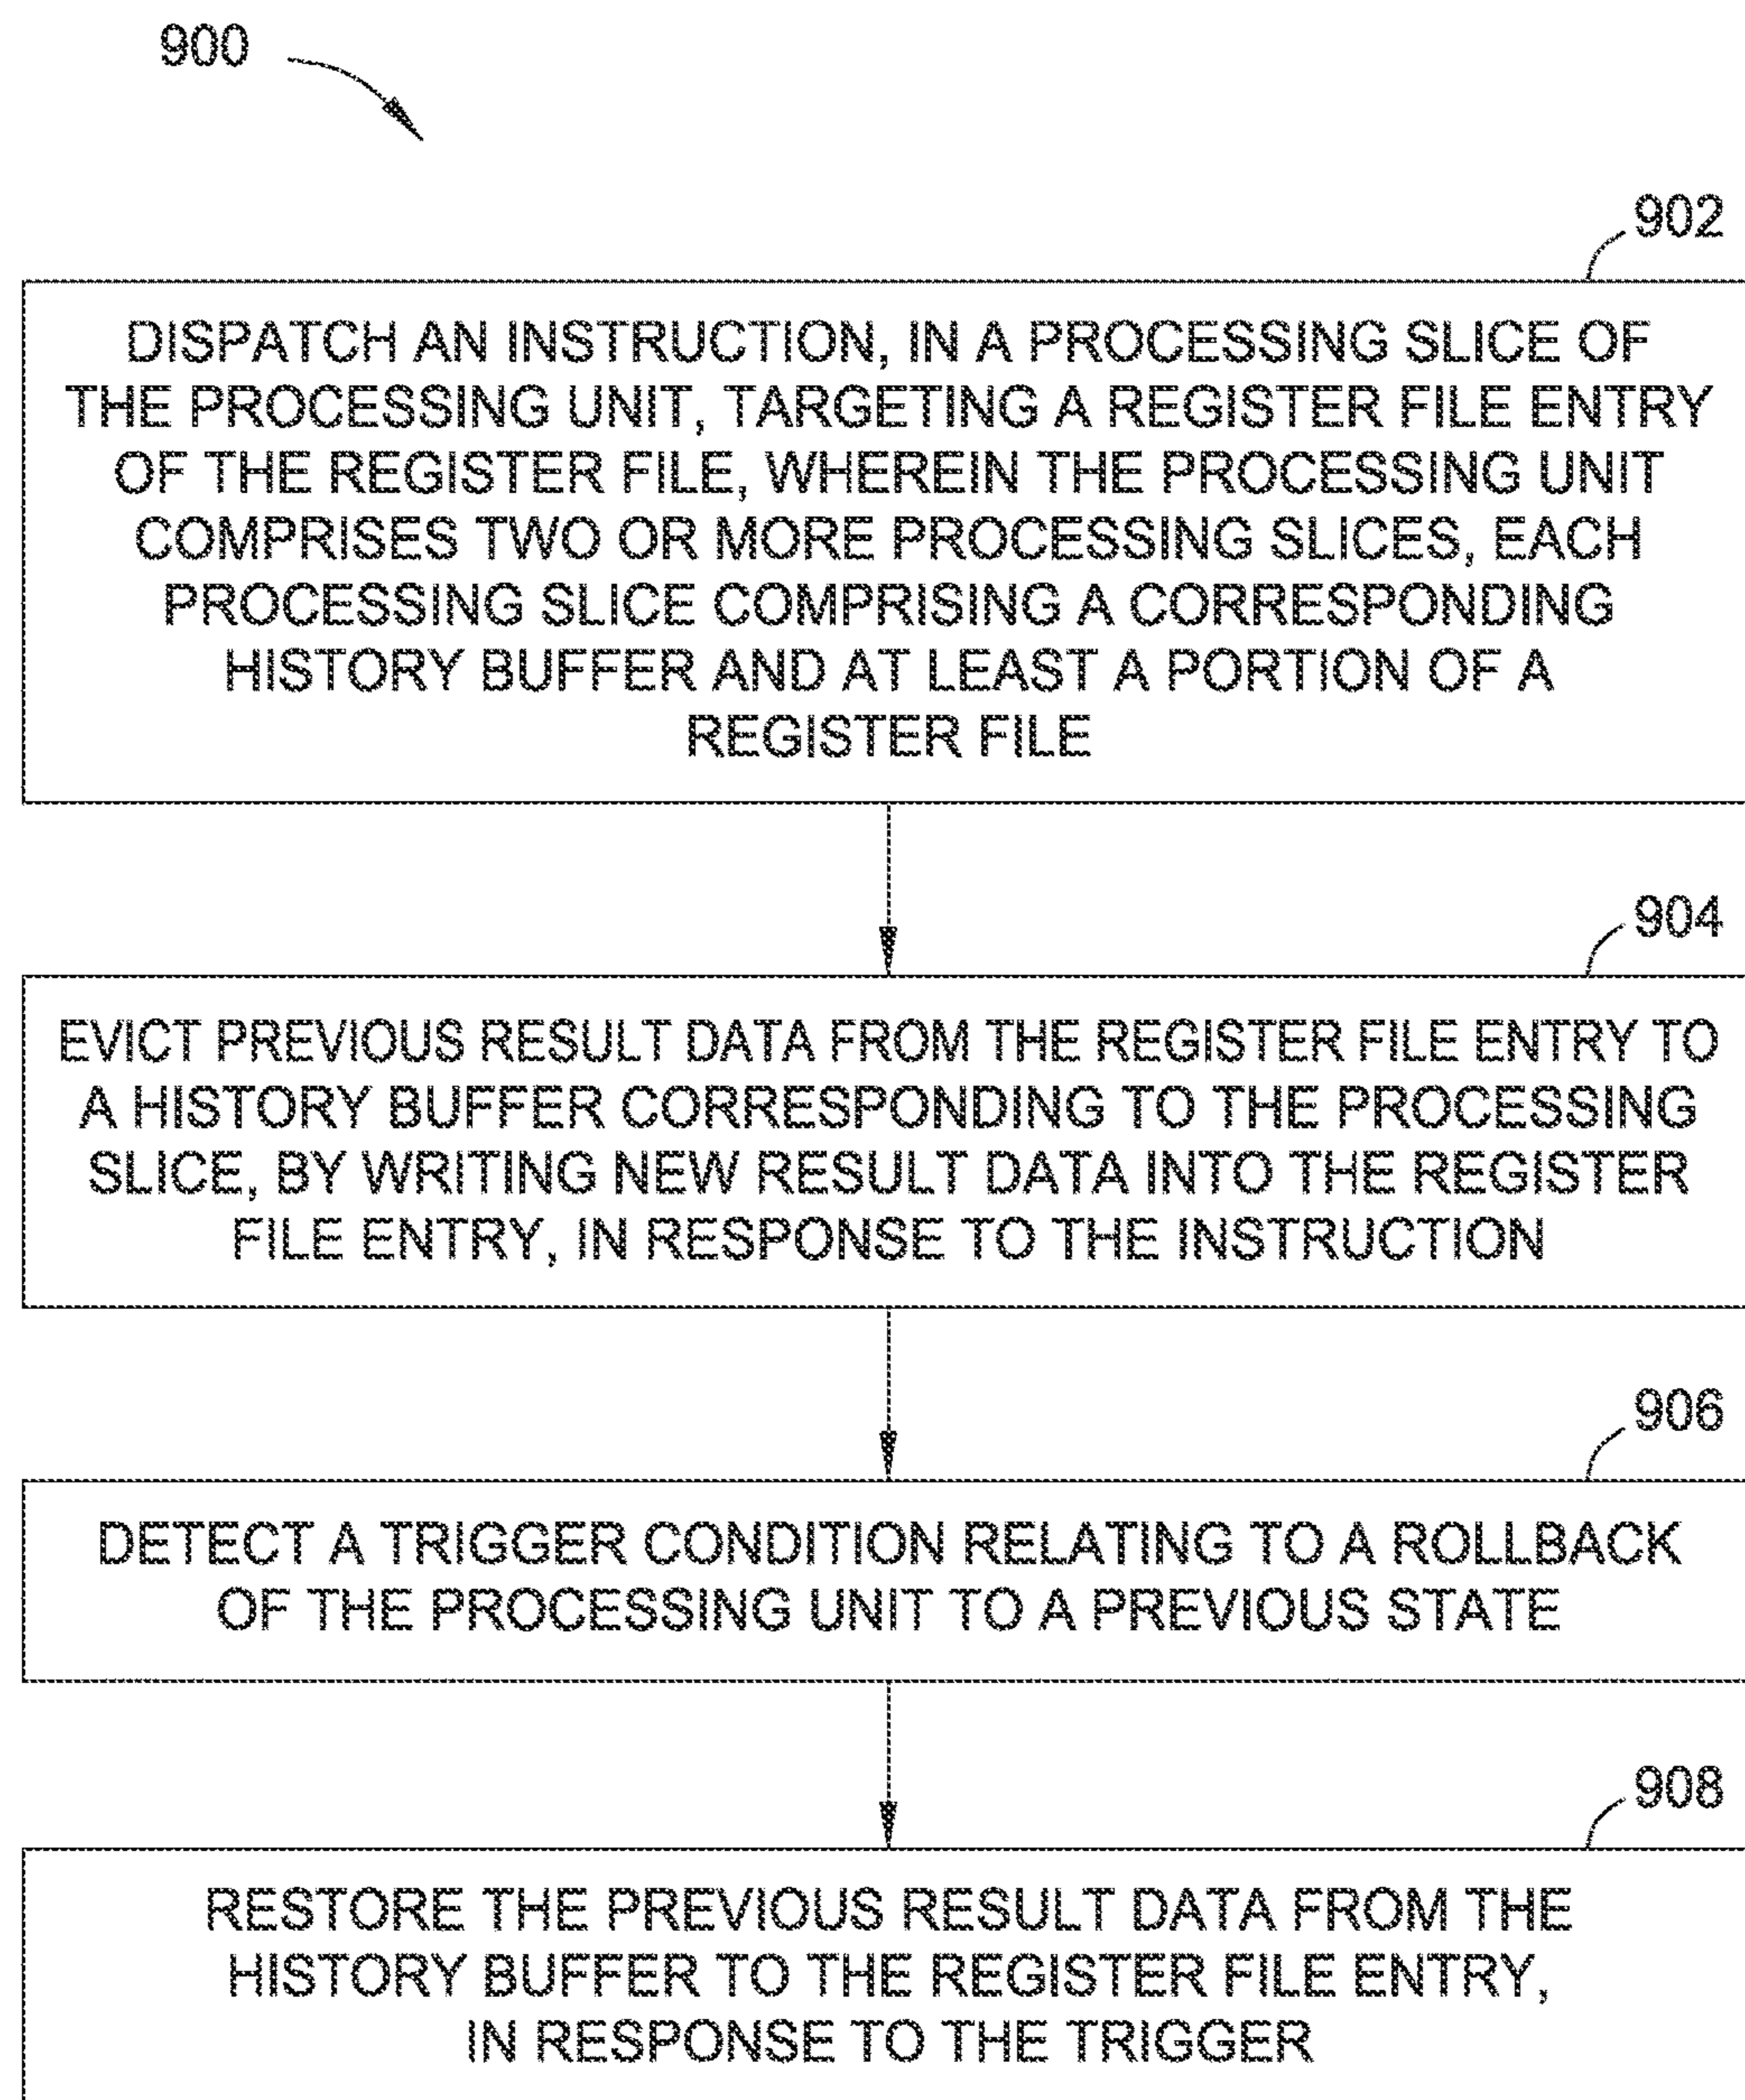 900
902
DISPATCH AN INSTRUCTION, IN A PROCESSING SLICE OF
THE PROCESSING UNIT, TARGETING A REGISTER FILE ENTRY
OF THE REGISTER FILE, WHEREIN THE PROCESSING UNIT
COMPRISES TWO OR MORE PROCESSING SLICES, EACH
PROCESSING SLICE COMPRISING A CORRESPONDING
HISTORY BUFFER AND AT LEAST A PORTION OF A
REGISTER FILE
904
EVICT PREVIOUS RESULT DATA FROM THE REGISTER FILE ENTRY TO
A HISTORY BUFFER CORRESPONDING TO THE PROCESSING
SLICE, BY WRITING NEW RESULT DATA INTO THE REGISTER
FILE ENTRY, IN RESPONSE TO THE INSTRUCTION
906
DETECT A TRIGGER CONDITION RELATING TO A ROLLBACK
OF THE PROCESSING UNIT TO A PREVIOUS STATE
908
RESTORE THE PREVIOUS RESULT DATA FROM THE
HISTORY BUFFER TO THE REGISTER FILE ENTRY,
IN RESPONSE TO THE TRIGGER